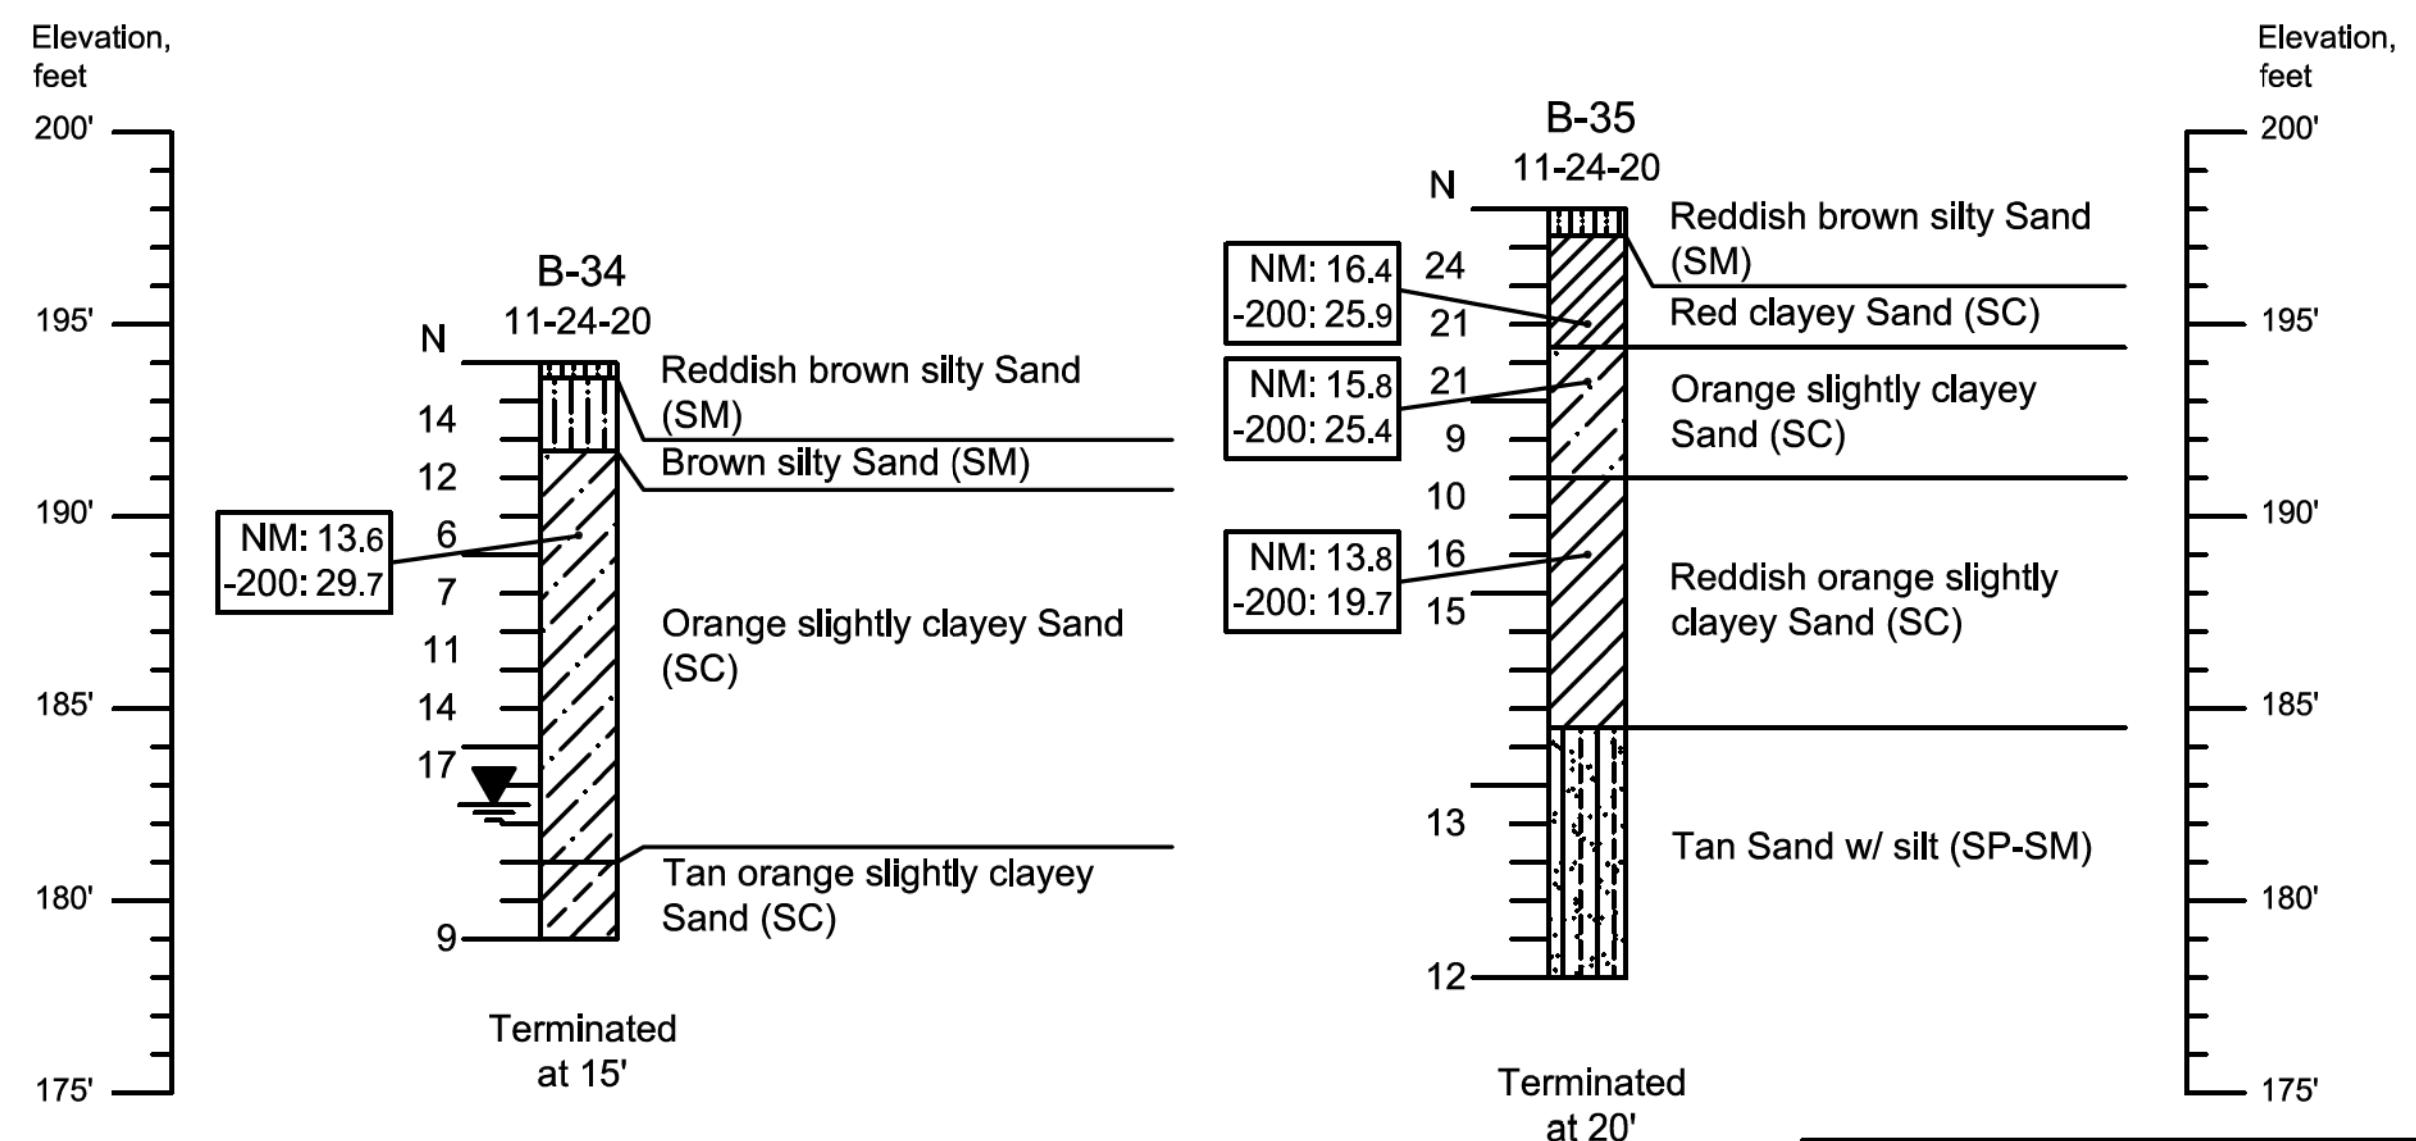 Elevation,
feet
200'
195'
190'
185'
180'
175'
B-34
11-24-20
N
14
12
6
7
11
14
17
9
NM: 13.6
-200: 29.7
Reddish brown silty Sand
(SM)
Brown silty Sand (SM)
Orange slightly clayey Sand
(SC)
Tan orange slightly clayey
Sand (SC)
Terminated
at 15'
B-35
11-24-20
N
24
21
21
9
10
16
15
13
12
NM: 16.4
-200: 25.9
NM: 15.8
-200: 25.4
NM: 13.8
-200: 19.7
Reddish brown silty Sand
(SM)
Red clayey Sand (SC)
Orange slightly clayey
Sand (SC)
Reddish orange slightly
clayey Sand (SC)
Tan Sand w/ silt (SP-SM)
Terminated
at 20'
Elevation,
feet
200'
195'
190'
185'
180'
175'